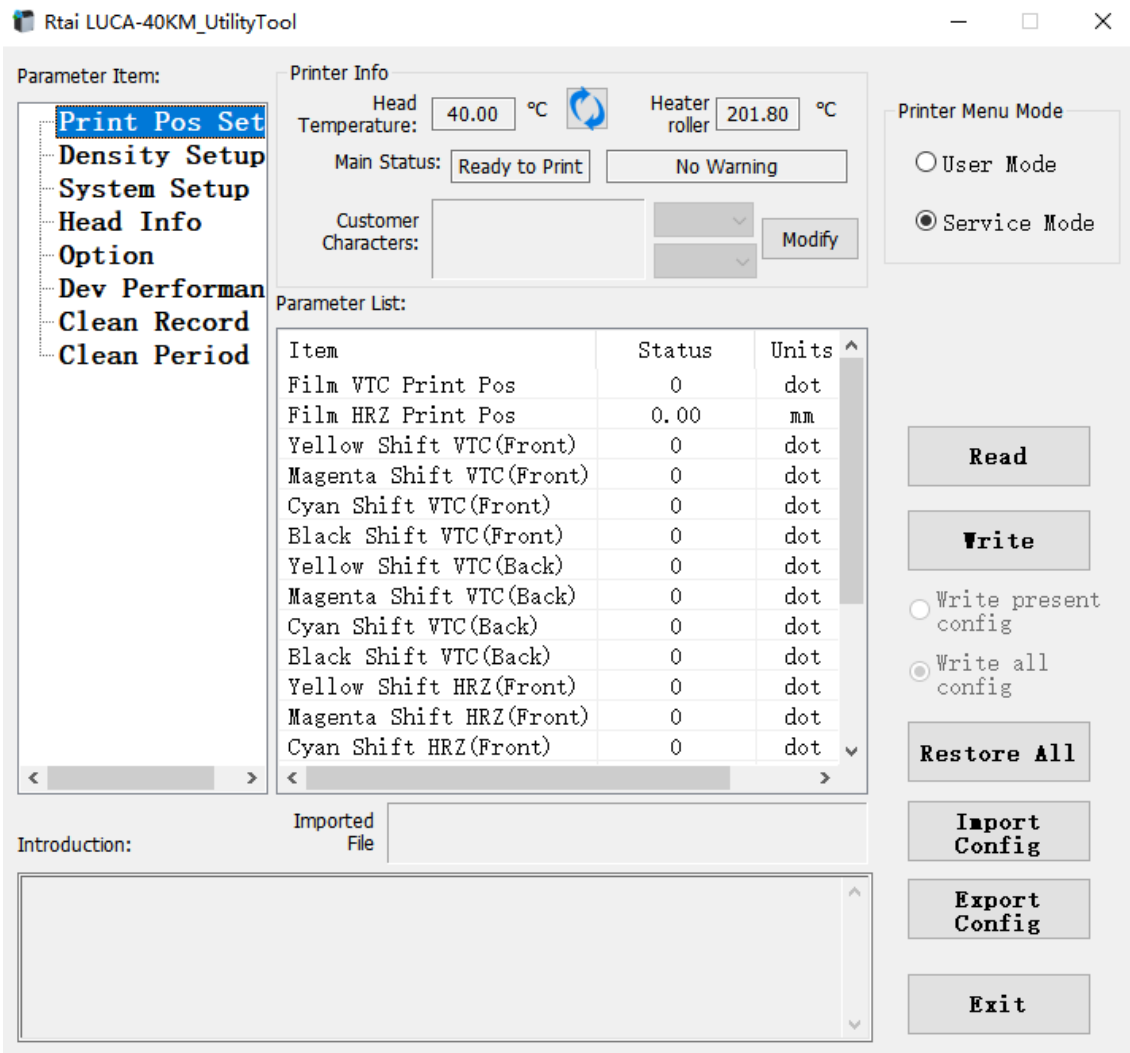 Rtai LUCA-40KM_UtilityTool
Parameter Item:
Print Pos Set
Density Setup
System Setup
Head Info
Option
Dev Performan
Clean Record
Clean Period
Printer Info
Head
Temperature:
40.00
℃
Heater
roller
201.80
℃
Main Status:
Ready to Print
No Warning
Customer
Characters:
Modify
Printer Menu Mode
User Mode
Service Mode
Parameter List:
Item Status Units
Film VTC Print Pos 0 dot
Film HRZ Print Pos 0.00 mm
Yellow Shift VTC(Front) 0 dot
Magenta Shift VTC(Front) 0 dot
Cyan Shift VTC(Front) 0 dot
Black Shift VTC(Front) 0 dot
Yellow Shift VTC(Back) 0 dot
Magenta Shift VTC(Back) 0 dot
Cyan Shift VTC(Back) 0 dot
Black Shift VTC(Back) 0 dot
Yellow Shift HRZ(Front) 0 dot
Magenta Shift HRZ(Front) 0 dot
Cyan Shift HRZ(Front) 0 dot
Read
Write
Write present
config
Write all
config
Restore All
Import
Config
Export
Config
Exit
Imported
File
Introduction: